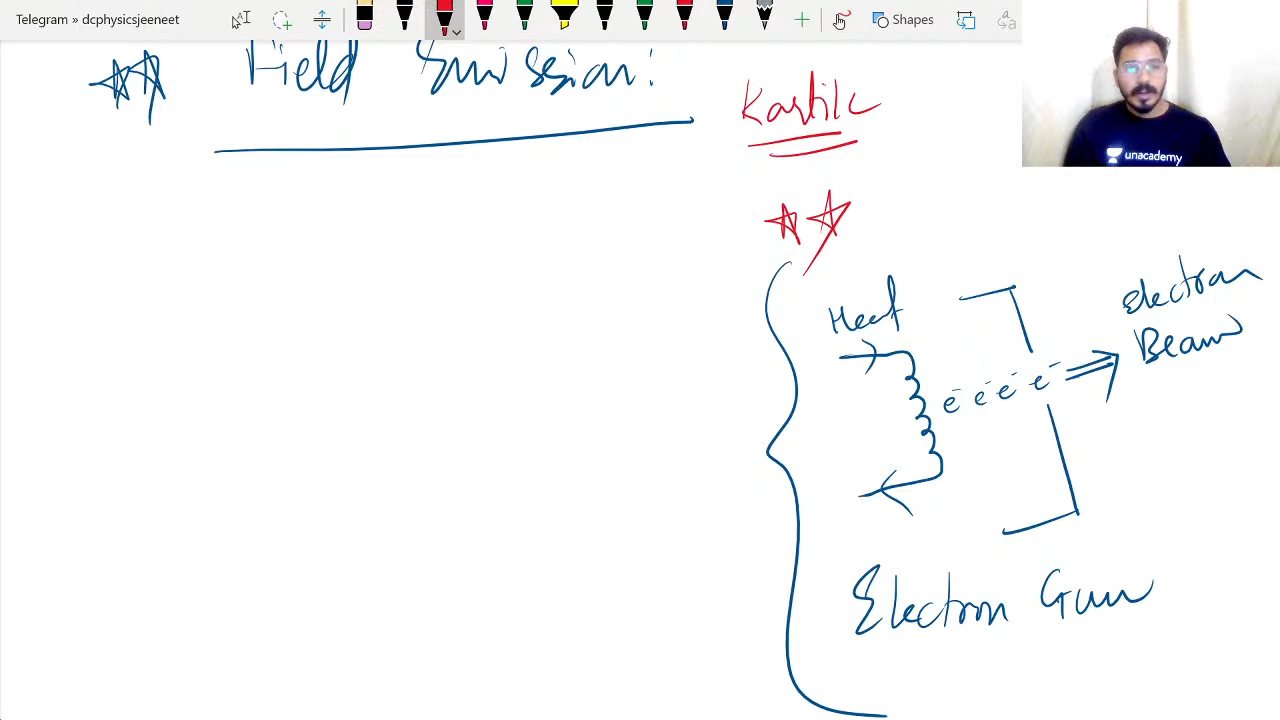 Telegram » dcphysicsjeeneet
Shapes
Field Emission:
Kartik
unacademy
Heat
Electron
Beam
e⁻ e⁻ e⁻ e⁻
Electron Gun